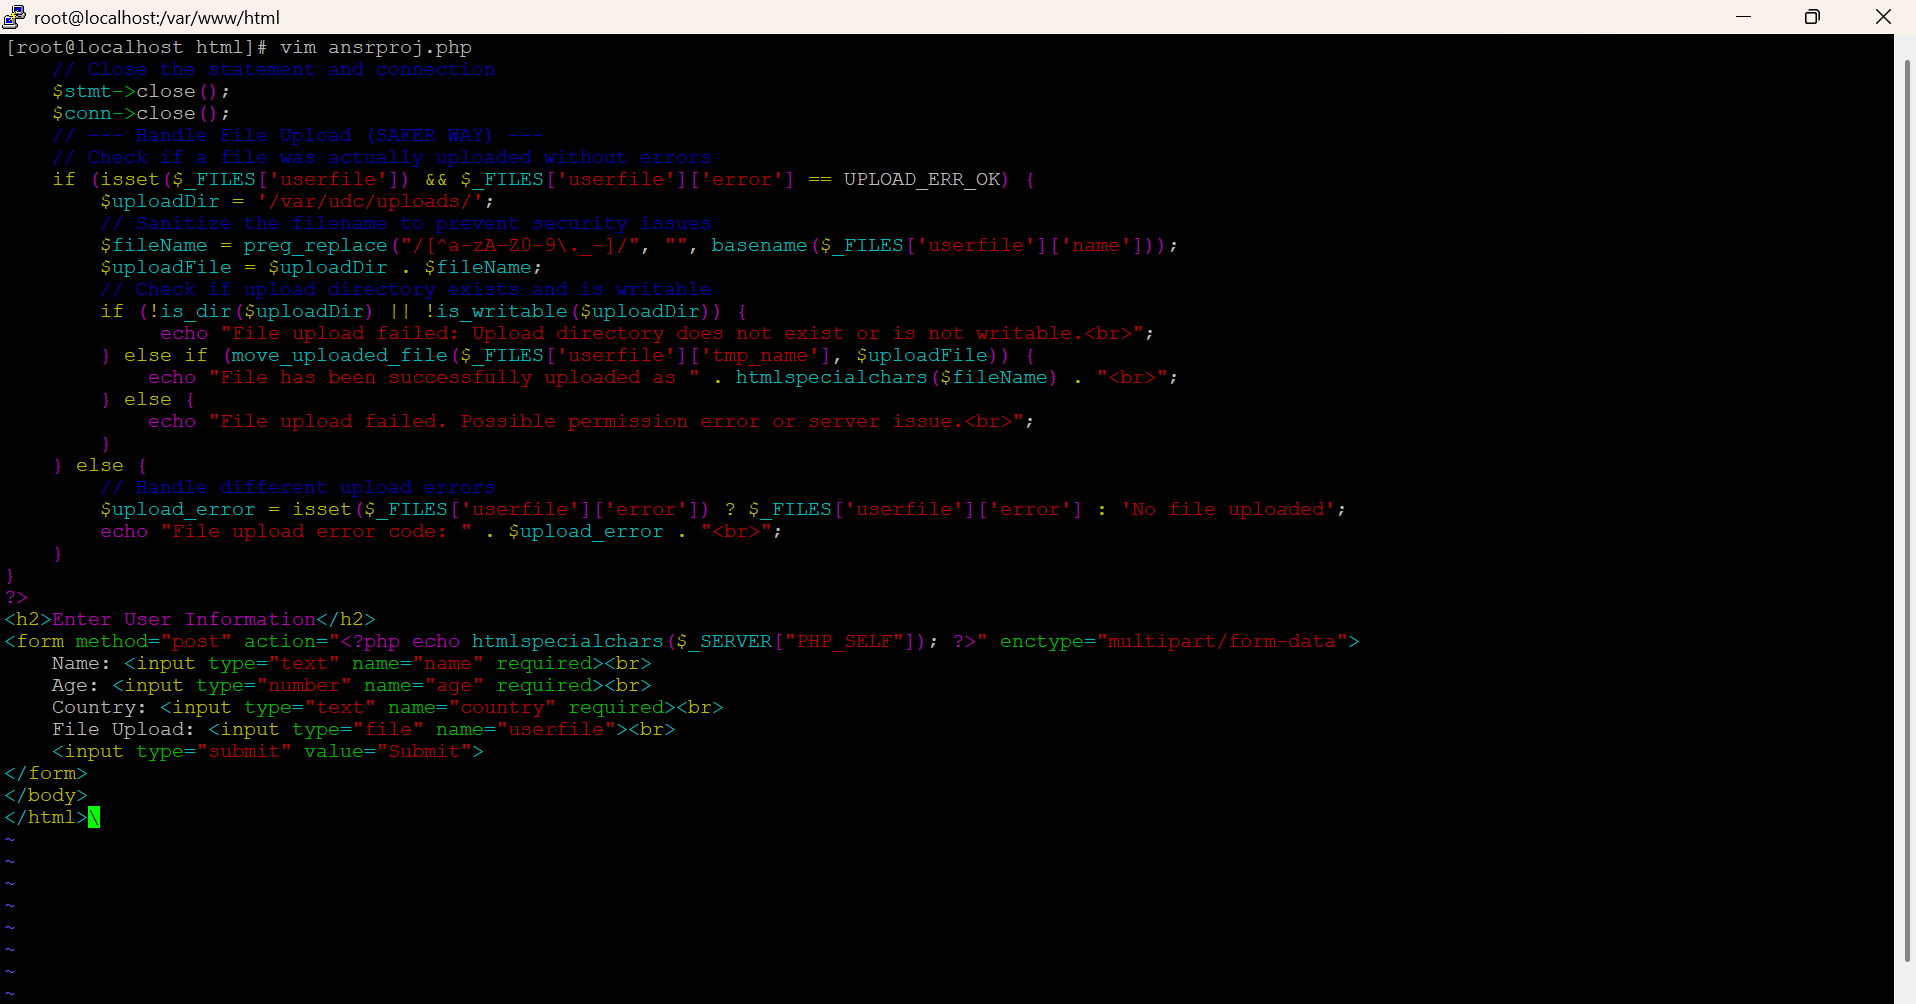 root@localhost:/var/www/html
[root@localhost html]# vim ansrproj.php
    // Close the statement and connection
    $stmt->close();
    $conn->close();
    // --- Handle File Upload (SAFER WAY) ---
    // Check if a file was actually uploaded without errors
    if (isset($_FILES['userfile']) && $_FILES['userfile']['error'] == UPLOAD_ERR_OK) {
        $uploadDir = '/var/udc/uploads/';
        // Sanitize the filename to prevent security issues
        $fileName = preg_replace("/[^a-zA-Z0-9\._-]/", "", basename($_FILES['userfile']['name']));
        $uploadFile = $uploadDir . $fileName;
        // Check if upload directory exists and is writable
        if (!is_dir($uploadDir) || !is_writable($uploadDir)) {
             echo "File upload failed: Upload directory does not exist or is not writable.<br>";
        } else if (move_uploaded_file($_FILES['userfile']['tmp_name'], $uploadFile)) {
            echo "File has been successfully uploaded as " . htmlspecialchars($fileName) . "<br>";
        } else {
            echo "File upload failed. Possible permission error or server issue.<br>";
        }
    } else {
        // Handle different upload errors
        $upload_error = isset($_FILES['userfile']['error']) ? $_FILES['userfile']['error'] : 'No file uploaded';
        echo "File upload error code: " . $upload_error . "<br>";
    }
}
?>
<h2>Enter User Information</h2>
<form method="post" action="<?php echo htmlspecialchars($_SERVER["PHP_SELF"]); ?>" enctype="multipart/form-data">
    Name: <input type="text" name="name" required><br>
    Age: <input type="number" name="age" required><br>
    Country: <input type="text" name="country" required><br>
    File Upload: <input type="file" name="userfile"><br>
    <input type="submit" value="Submit">
</form>
</body>
</html>\
~
~
~
~
~
~
~
~